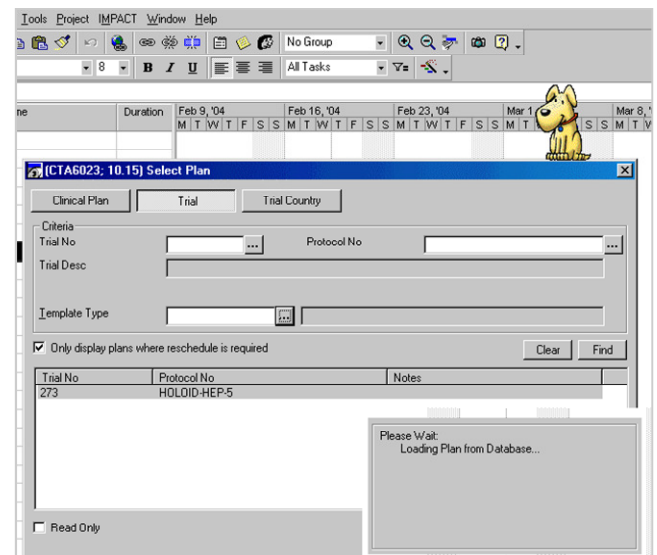 Tools Project IMPACT Window Help
No Group
8 B I U All Tasks
ne Duration Feb 9, '04 Feb 16, '04 Feb 23, '04 Mar 1 Mar 8, '
M T W T F S S M T W T F S S M T W T F S S M T S S M T W
(CTA6023; 10.15) Select Plan
Clinical Plan Trial Trial Country
Criteria
Trial No ... Protocol No ...
Trial Desc
Template Type ...
Only display plans where reschedule is required Clear Find
Trial No Protocol No Notes
273 HOLOID-HEP-5
Please Wait:
Loading Plan from Database...
Read Only